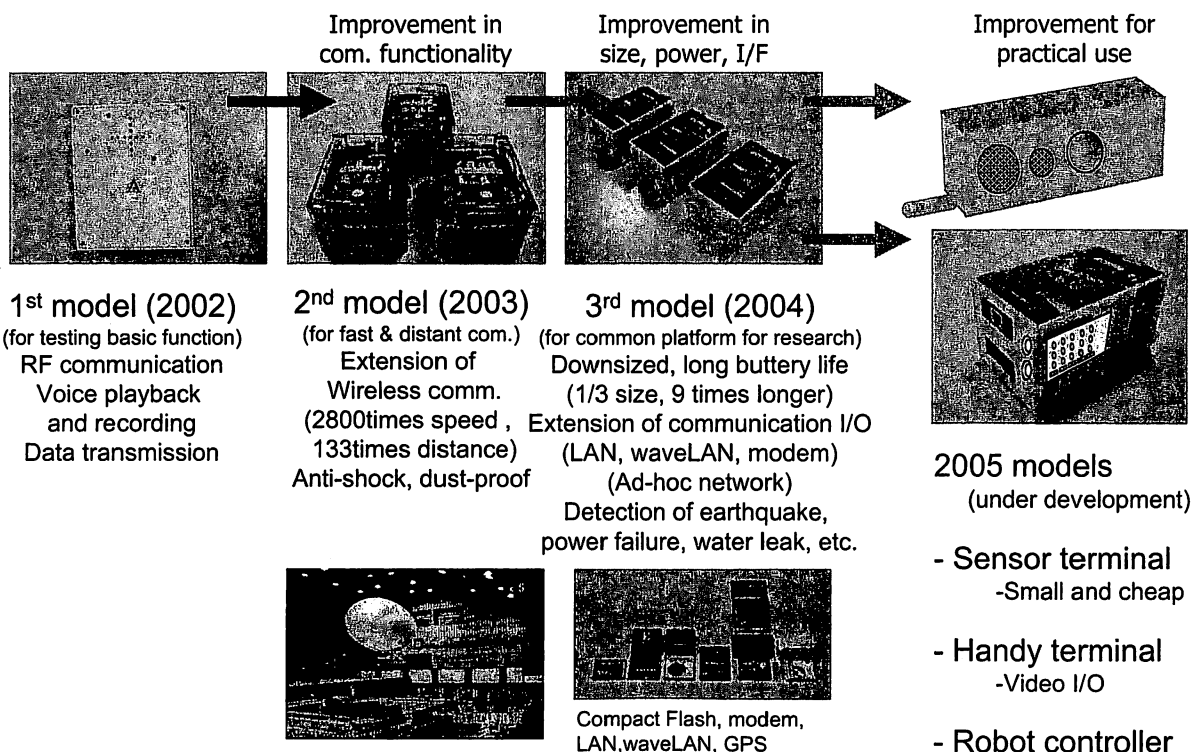 Improvement in
com. functionality
Improvement in
size, power, I/F
Improvement for
practical use
1st model (2002)
(for testing basic function)
RF communication
Voice playback
and recording
Data transmission
2nd model (2003)
(for fast & distant com.)
Extension of
Wireless comm.
(2800times speed ,
133times distance)
Anti-shock, dust-proof
3rd model (2004)
(for common platform for research)
Downsized, long buttery life
(1/3 size, 9 times longer)
Extension of communication I/O
(LAN, waveLAN, modem)
(Ad-hoc network)
Detection of earthquake,
power failure, water leak, etc.
Compact Flash, modem,
LAN,waveLAN, GPS
2005 models
(under development)
- Sensor terminal
-Small and cheap
- Handy terminal
-Video I/O
- Robot controller